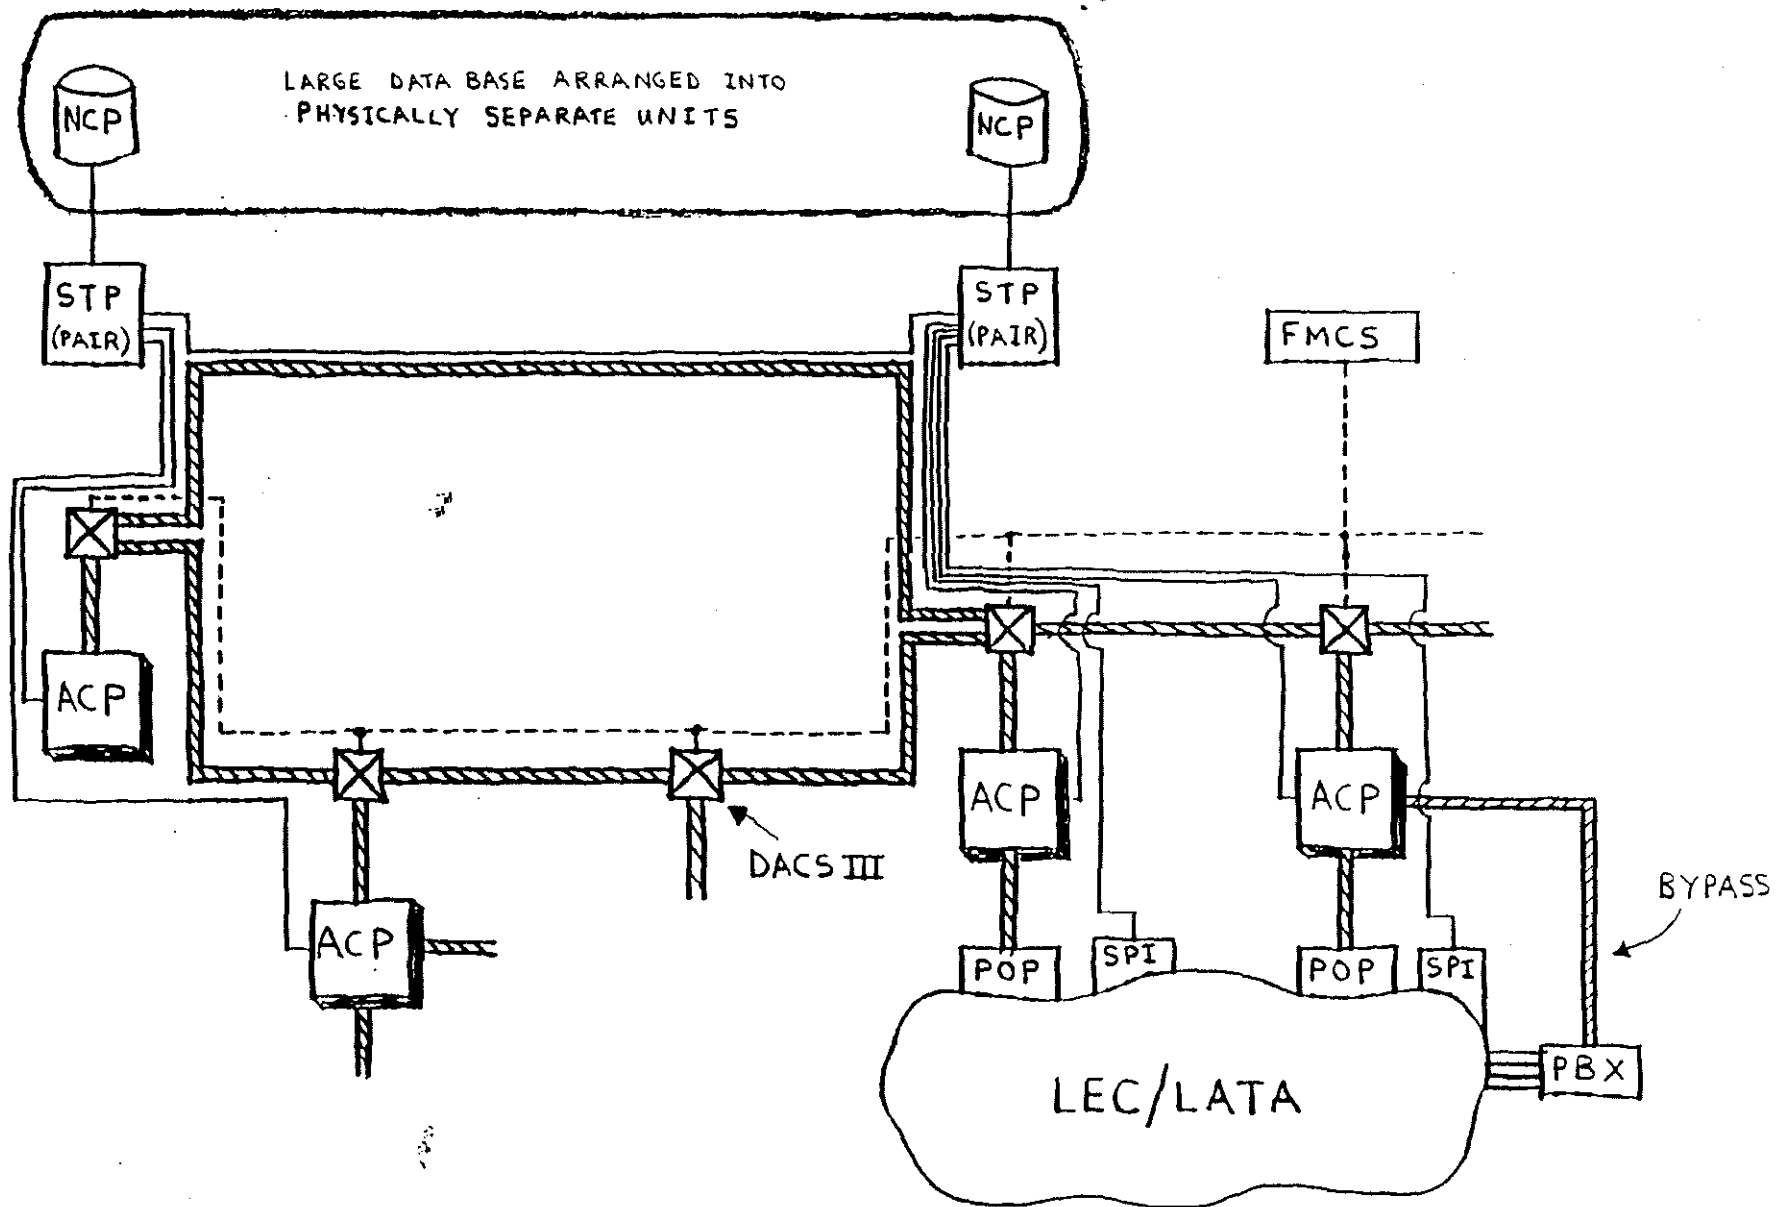 LARGE DATA BASE ARRANGED INTO
PHYSICALLY SEPARATE UNITS
NCP
NCP
STP
(PAIR)
STP
(PAIR)
FMCS
ACP
ACP
ACP
DACS III
ACP
BYPASS
POP
SPI
POP
SPI
LEC/LATA
PBX